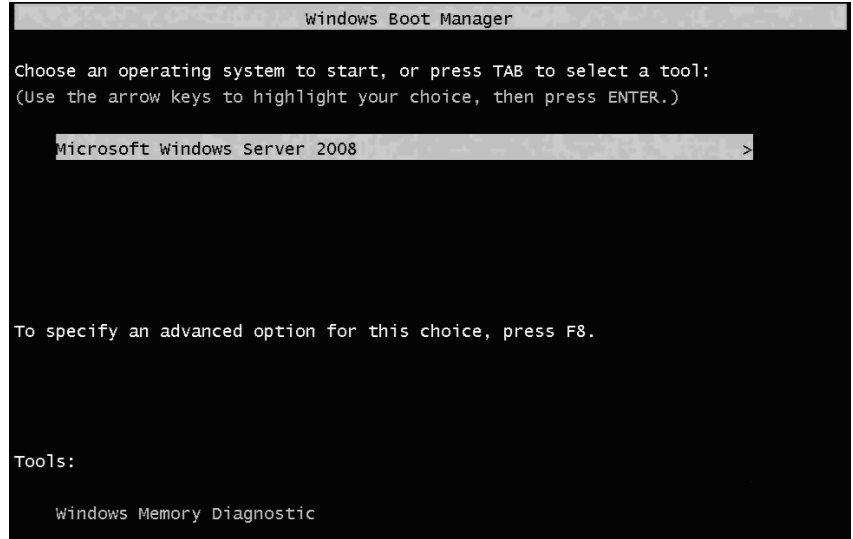 Windows Boot Manager
Choose an operating system to start, or press TAB to select a tool:
(Use the arrow keys to highlight your choice, then press ENTER.)
Microsoft Windows Server 2008 >
To specify an advanced option for this choice, press F8.
Tools:
Windows Memory Diagnostic